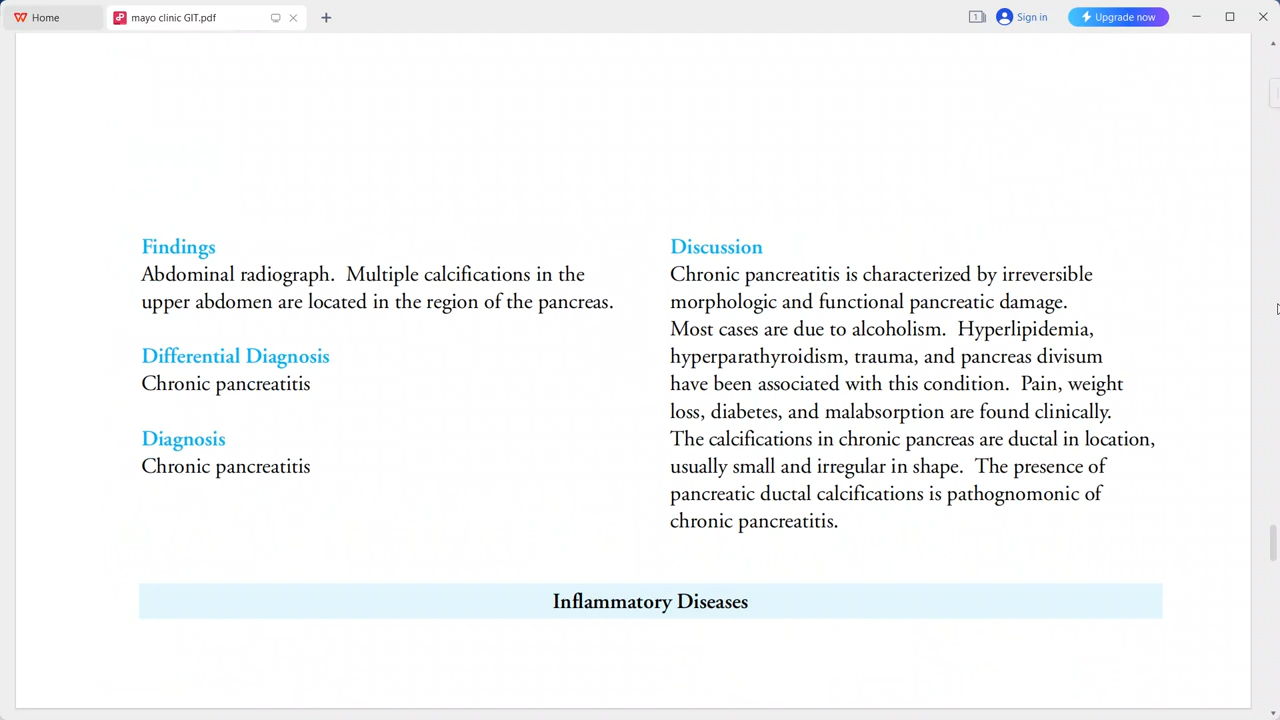 Home
mayo clinic GIT.pdf
1
Sign in
Upgrade now
Findings
Abdominal radiograph.  Multiple calcifications in the
upper abdomen are located in the region of the pancreas.
Differential Diagnosis
Chronic pancreatitis
Diagnosis
Chronic pancreatitis
Discussion
Chronic pancreatitis is characterized by irreversible
morphologic and functional pancreatic damage.
Most cases are due to alcoholism.  Hyperlipidemia,
hyperparathyroidism, trauma, and pancreas divisum
have been associated with this condition.  Pain, weight
loss, diabetes, and malabsorption are found clinically.
The calcifications in chronic pancreas are ductal in location,
usually small and irregular in shape.  The presence of
pancreatic ductal calcifications is pathognomonic of
chronic pancreatitis.
Inflammatory Diseases